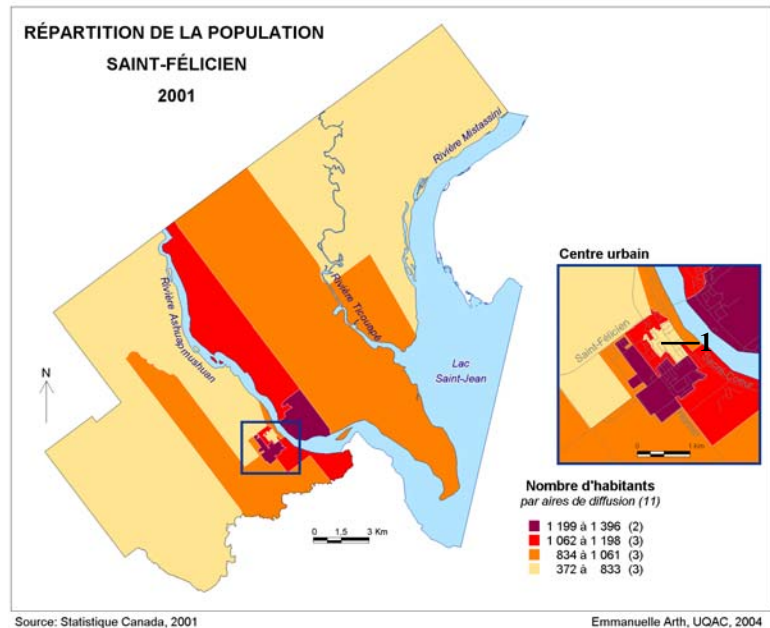 RÉPARTITION DE LA POPULATION
SAINT-FÉLICIEN
2001
Rivière Mistassini
Rivière Ticouapé
Rivière Ashuapmushuan
Lac
Saint-Jean
N
0 1.5 3 Km
Centre urbain
Saint-Félicien
1
Sacré-Coeur
0 1 km
Nombre d'habitants
par aires de diffusion (11)
1 199 à 1 396 (2)
1 062 à 1 198 (3)
834 à 1 061 (3)
372 à 833 (3)
Source: Statistique Canada, 2001
Emmanuelle Arth, UQAC, 2004